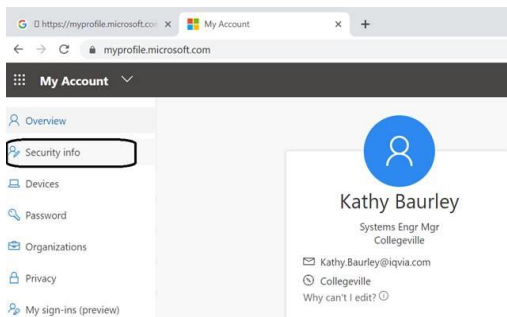 https://myprofile.microsoft.con
My Account
myprofile.microsoft.com
My Account
Overview
Security info
Devices
Password
Organizations
Privacy
My sign-ins (preview)
Kathy Baurley
Systems Engr Mgr
Collegeville
Kathy.Baurley@iqvia.com
Collegeville
Why can't I edit?